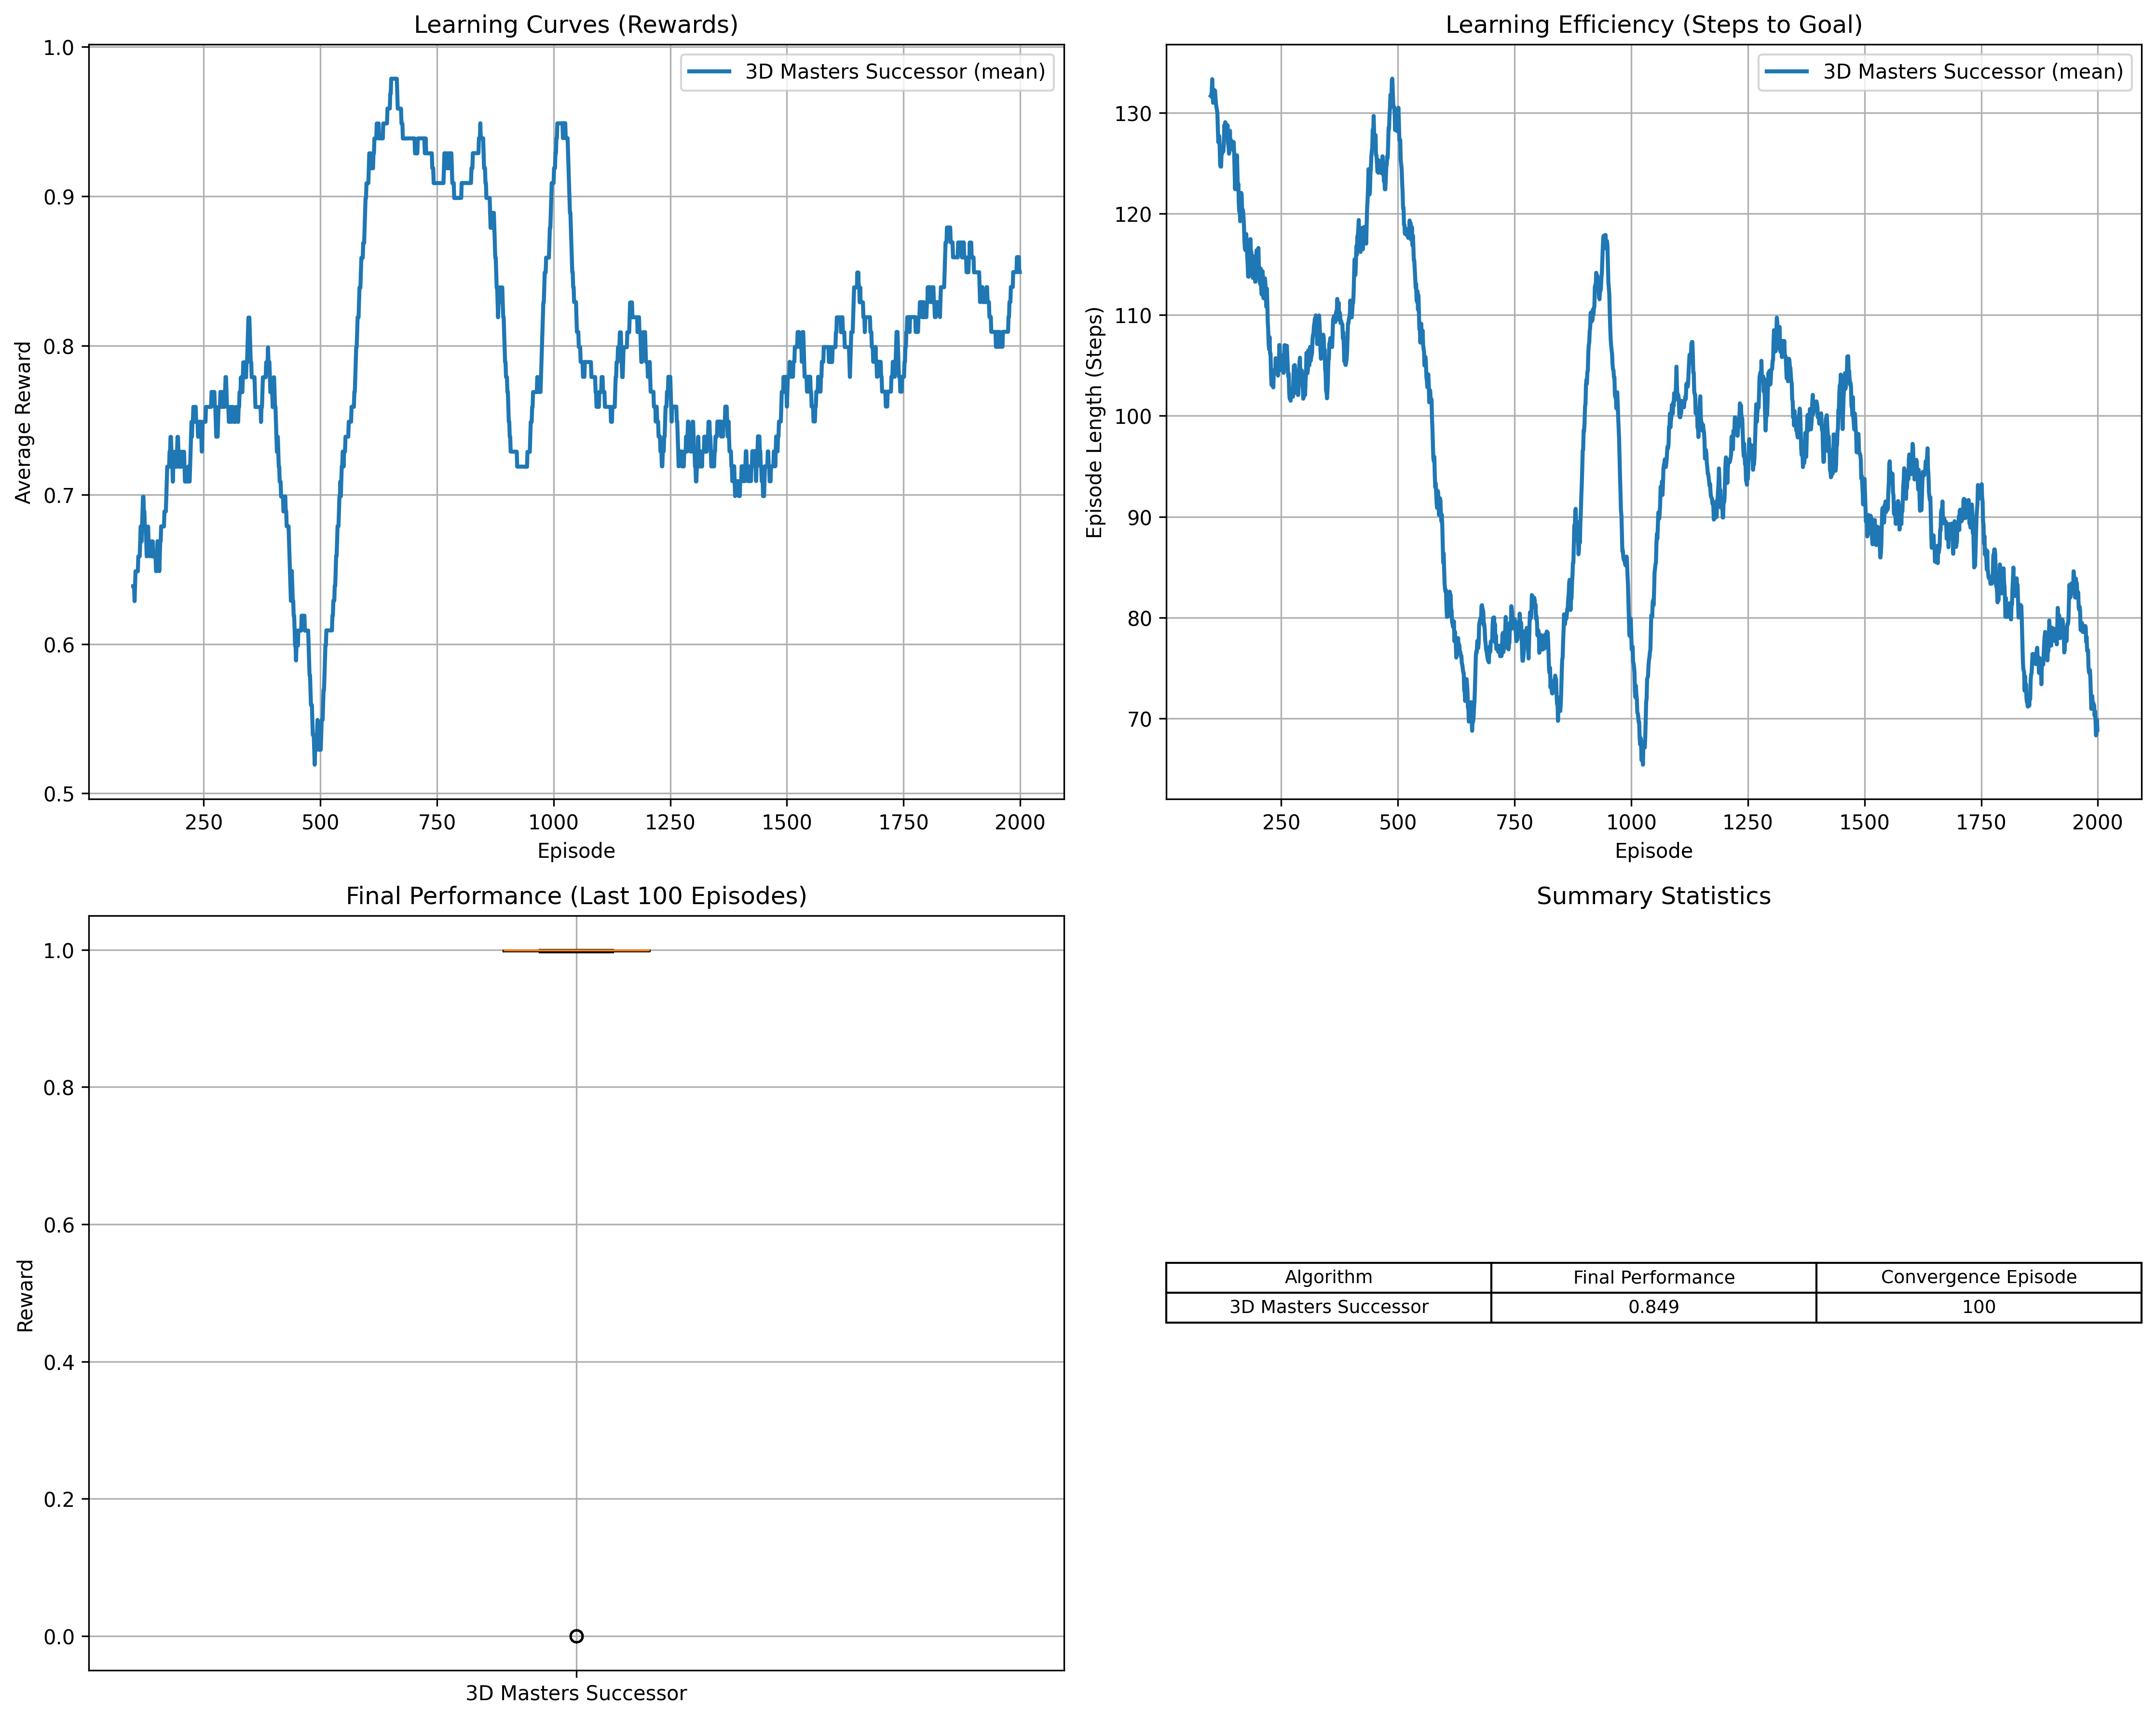 Learning Curves (Rewards)
3D Masters Successor (mean)
Average Reward
1.0
0.9
0.8
0.7
0.6
0.5
250 500 750 1000 1250 1500 1750 2000
Episode
Learning Efficiency (Steps to Goal)
3D Masters Successor (mean)
Episode Length (Steps)
130
120
110
100
90
80
70
250 500 750 1000 1250 1500 1750 2000
Episode
Final Performance (Last 100 Episodes)
Reward
1.0
0.8
0.6
0.4
0.2
0.0
3D Masters Successor
Summary Statistics
Algorithm Final Performance Convergence Episode
3D Masters Successor 0.849 100